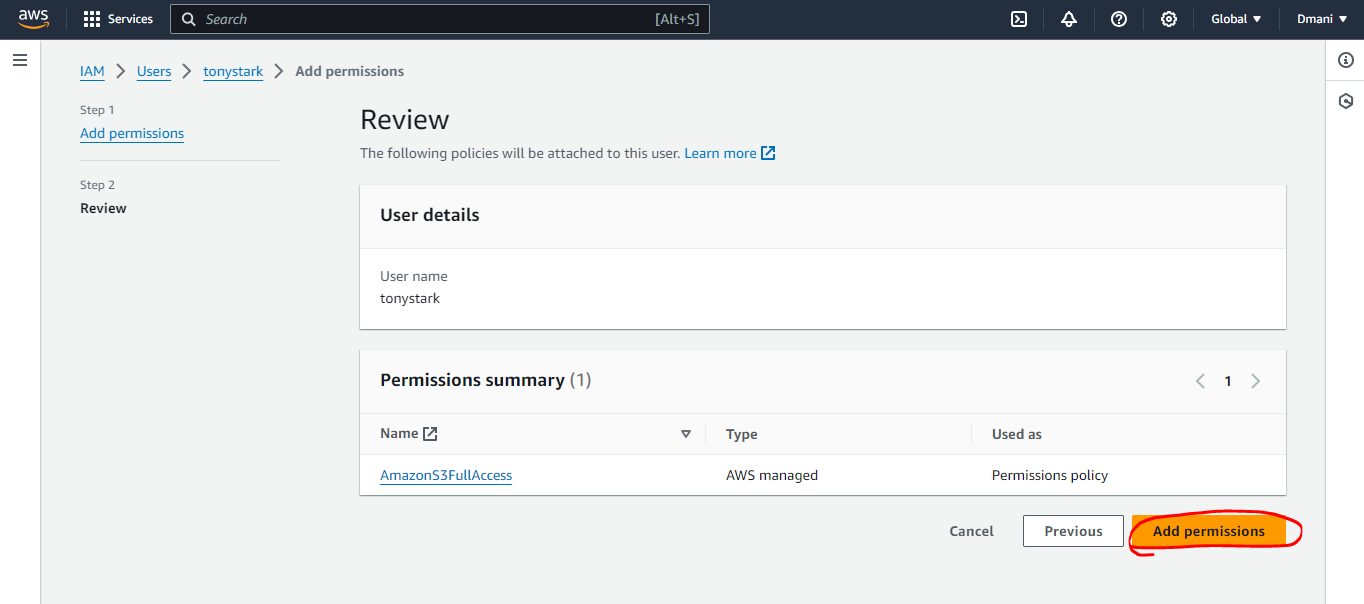 aws Services Search [Alt+S] Global Dmani
IAM Users tonystark Add permissions
Step 1
Add permissions
Step 2
Review
Review
The following policies will be attached to this user. Learn more
User details
User name
tonystark
Permissions summary (1) 1
Name Type Used as
AmazonS3FullAccess AWS managed Permissions policy
Cancel Previous Add permissions